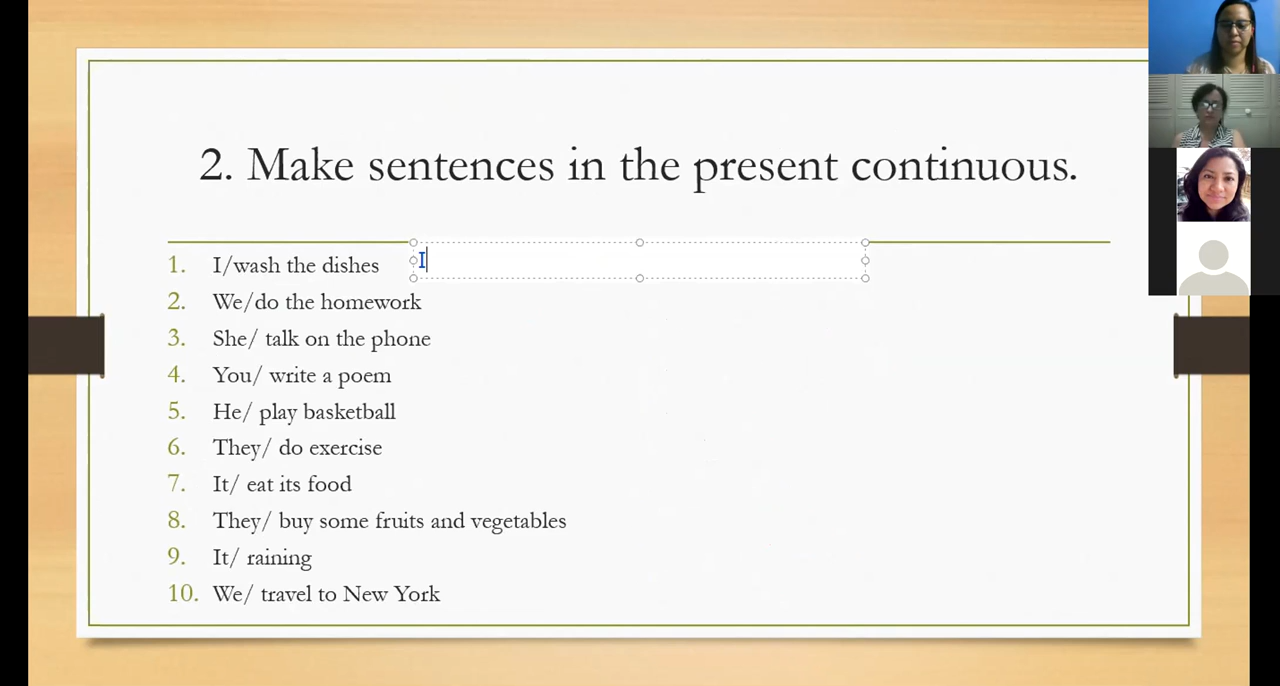 2. Make sentences in the present continuous.
1. I/wash the dishes I
2. We/do the homework
3. She/ talk on the phone
4. You/ write a poem
5. He/ play basketball
6. They/ do exercise
7. It/ eat its food
8. They/ buy some fruits and vegetables
9. It/ raining
10. We/ travel to New York